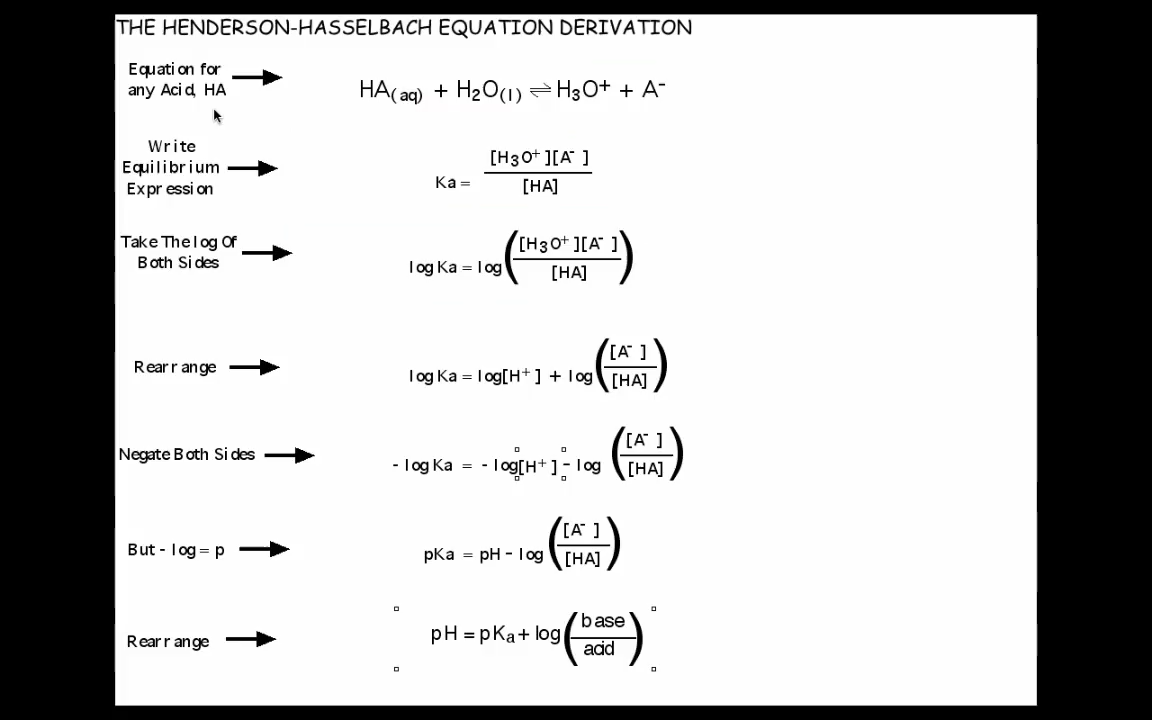 THE HENDERSON-HASSELBACH EQUATION DERIVATION
Equation for
any Acid, HA
HA(aq) + H₂O(l) ⇌ H₃O⁺ + A⁻
Write
Equilibrium
Expression
Ka = [H₃O⁺][A⁻] / [HA]
Take The log Of
Both Sides
log Ka = log ([H₃O⁺][A⁻] / [HA])
Rearrange
log Ka = log[H⁺] + log ([A⁻] / [HA])
Negate Both Sides
- log Ka = - log[H⁺] - log ([A⁻] / [HA])
But - log = p
pKa = pH - log ([A⁻] / [HA])
Rearrange
pH = pKₐ + log (base / acid)